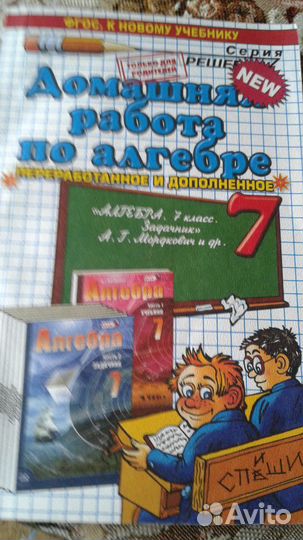 ФГОС. К НОВОМУ УЧЕБНИКУ
Серия
только для
родителей
РЕШЕБНИК
NEW
Домашняя
работа
по алгебре
ПЕРЕРАБОТАННОЕ И ДОПОЛНЕННОЕ
7
«АЛГЕБРА. 7 класс.
Задачник»
А. Г. Мордкович и др.
Алгебра
7
Алгебра
7
И
СПЕШИ
Avito